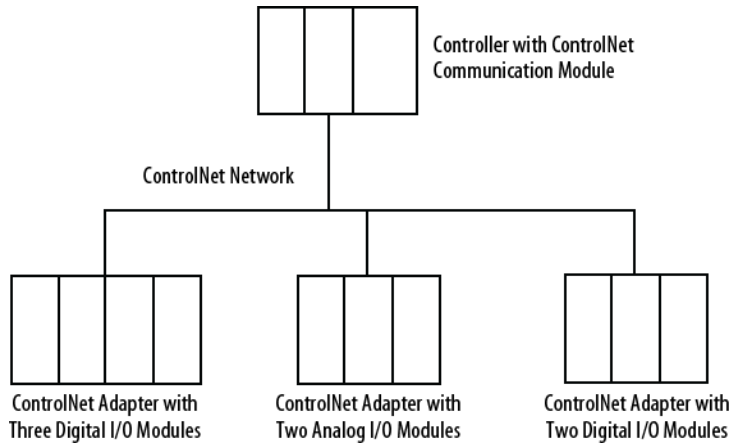 Controller with ControlNet
Communication Module
ControlNet Network
ControlNet Adapter with
Three Digital I/O Modules
ControlNet Adapter with
Two Analog I/O Modules
ControlNet Adapter with
Two Digital I/O Modules